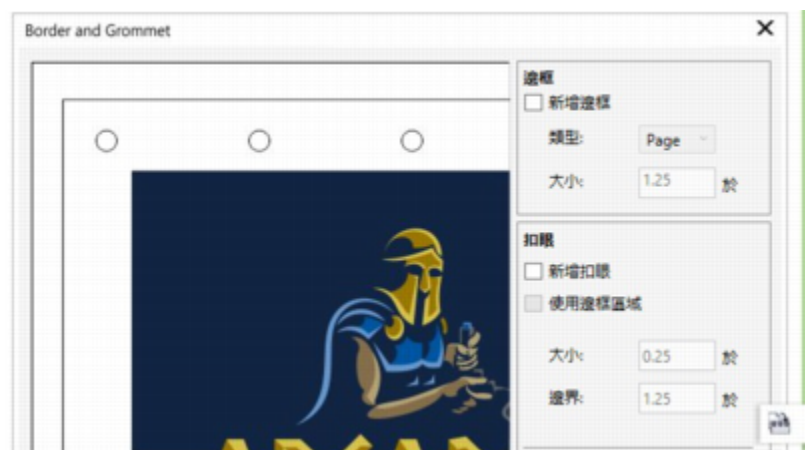 Border and Grommet
邊框
新增邊框
類型: Page
大小: 1.25 於
扣眼
新增扣眼
使用邊框區域
大小: 0.25 於
邊界: 1.25 於